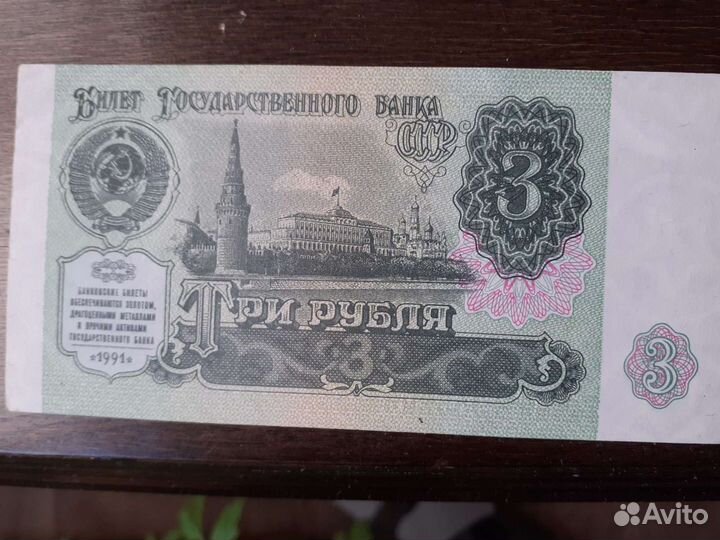 Билет Государственного Банка
СССР
3
Банковские билеты
обеспечиваются золотом,
драгоценными металлами
и прочими активами
Государственного банка
*1991*
Три рубля
3
3
Avito